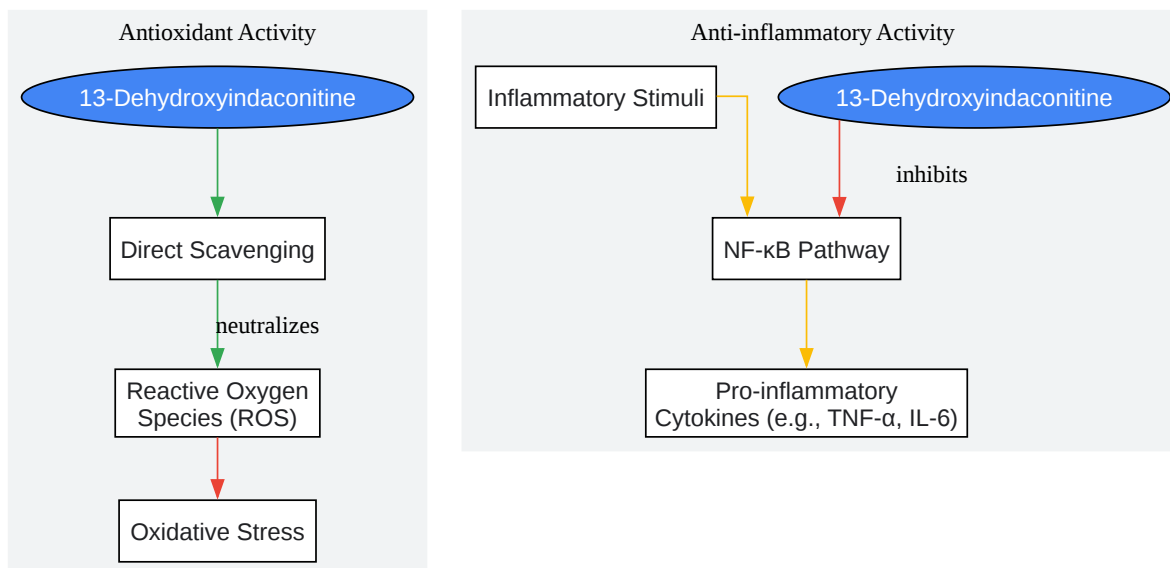 Antioxidant Activity
13-Dehydroxyindaconitine
Direct Scavenging
neutralizes
Reactive Oxygen
Species (ROS)
Oxidative Stress
Anti-inflammatory Activity
Inflammatory Stimuli
13-Dehydroxyindaconitine
inhibits
NF-κB Pathway
Pro-inflammatory
Cytokines (e.g., TNF-α, IL-6)